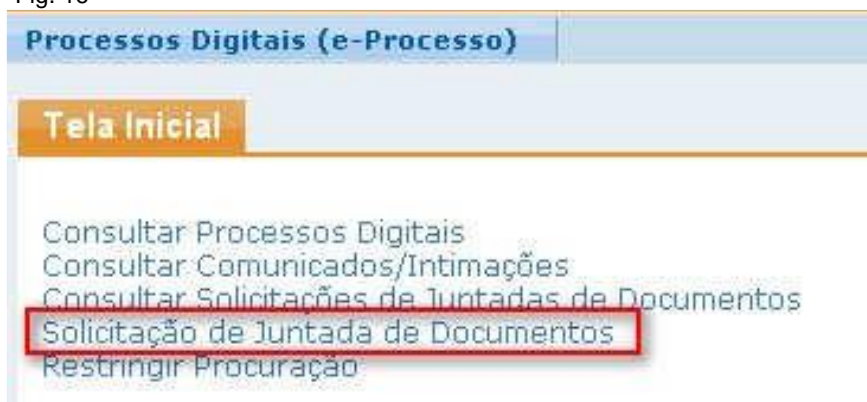 Processos Digitais (e-Processo)
Tela Inicial
Consultar Processos Digitais
Consultar Comunicados/Intimações
Consultar Solicitações de Juntadas de Documentos
Solicitação de Juntada de Documentos
Restringir Procuração